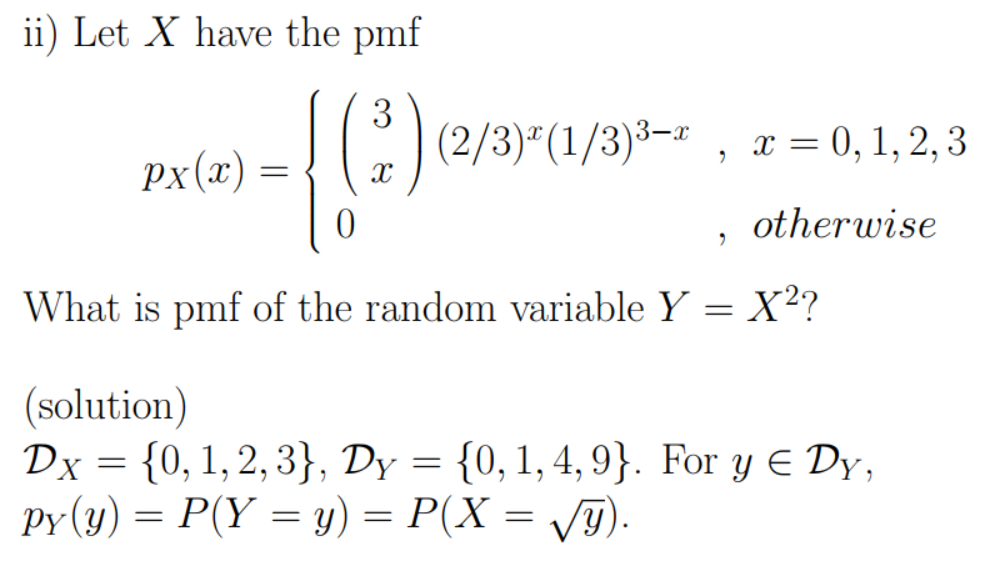 ii) Let X have the pmf
p_X(x) = { (3 x) (2/3)^x(1/3)^{3−x} , x = 0, 1, 2, 3
0 , otherwise
What is pmf of the random variable Y = X²?
(solution)
𝒟_X = {0, 1, 2, 3}, 𝒟_Y = {0, 1, 4, 9}. For y ∈ 𝒟_Y,
p_Y(y) = P(Y = y) = P(X = √y).